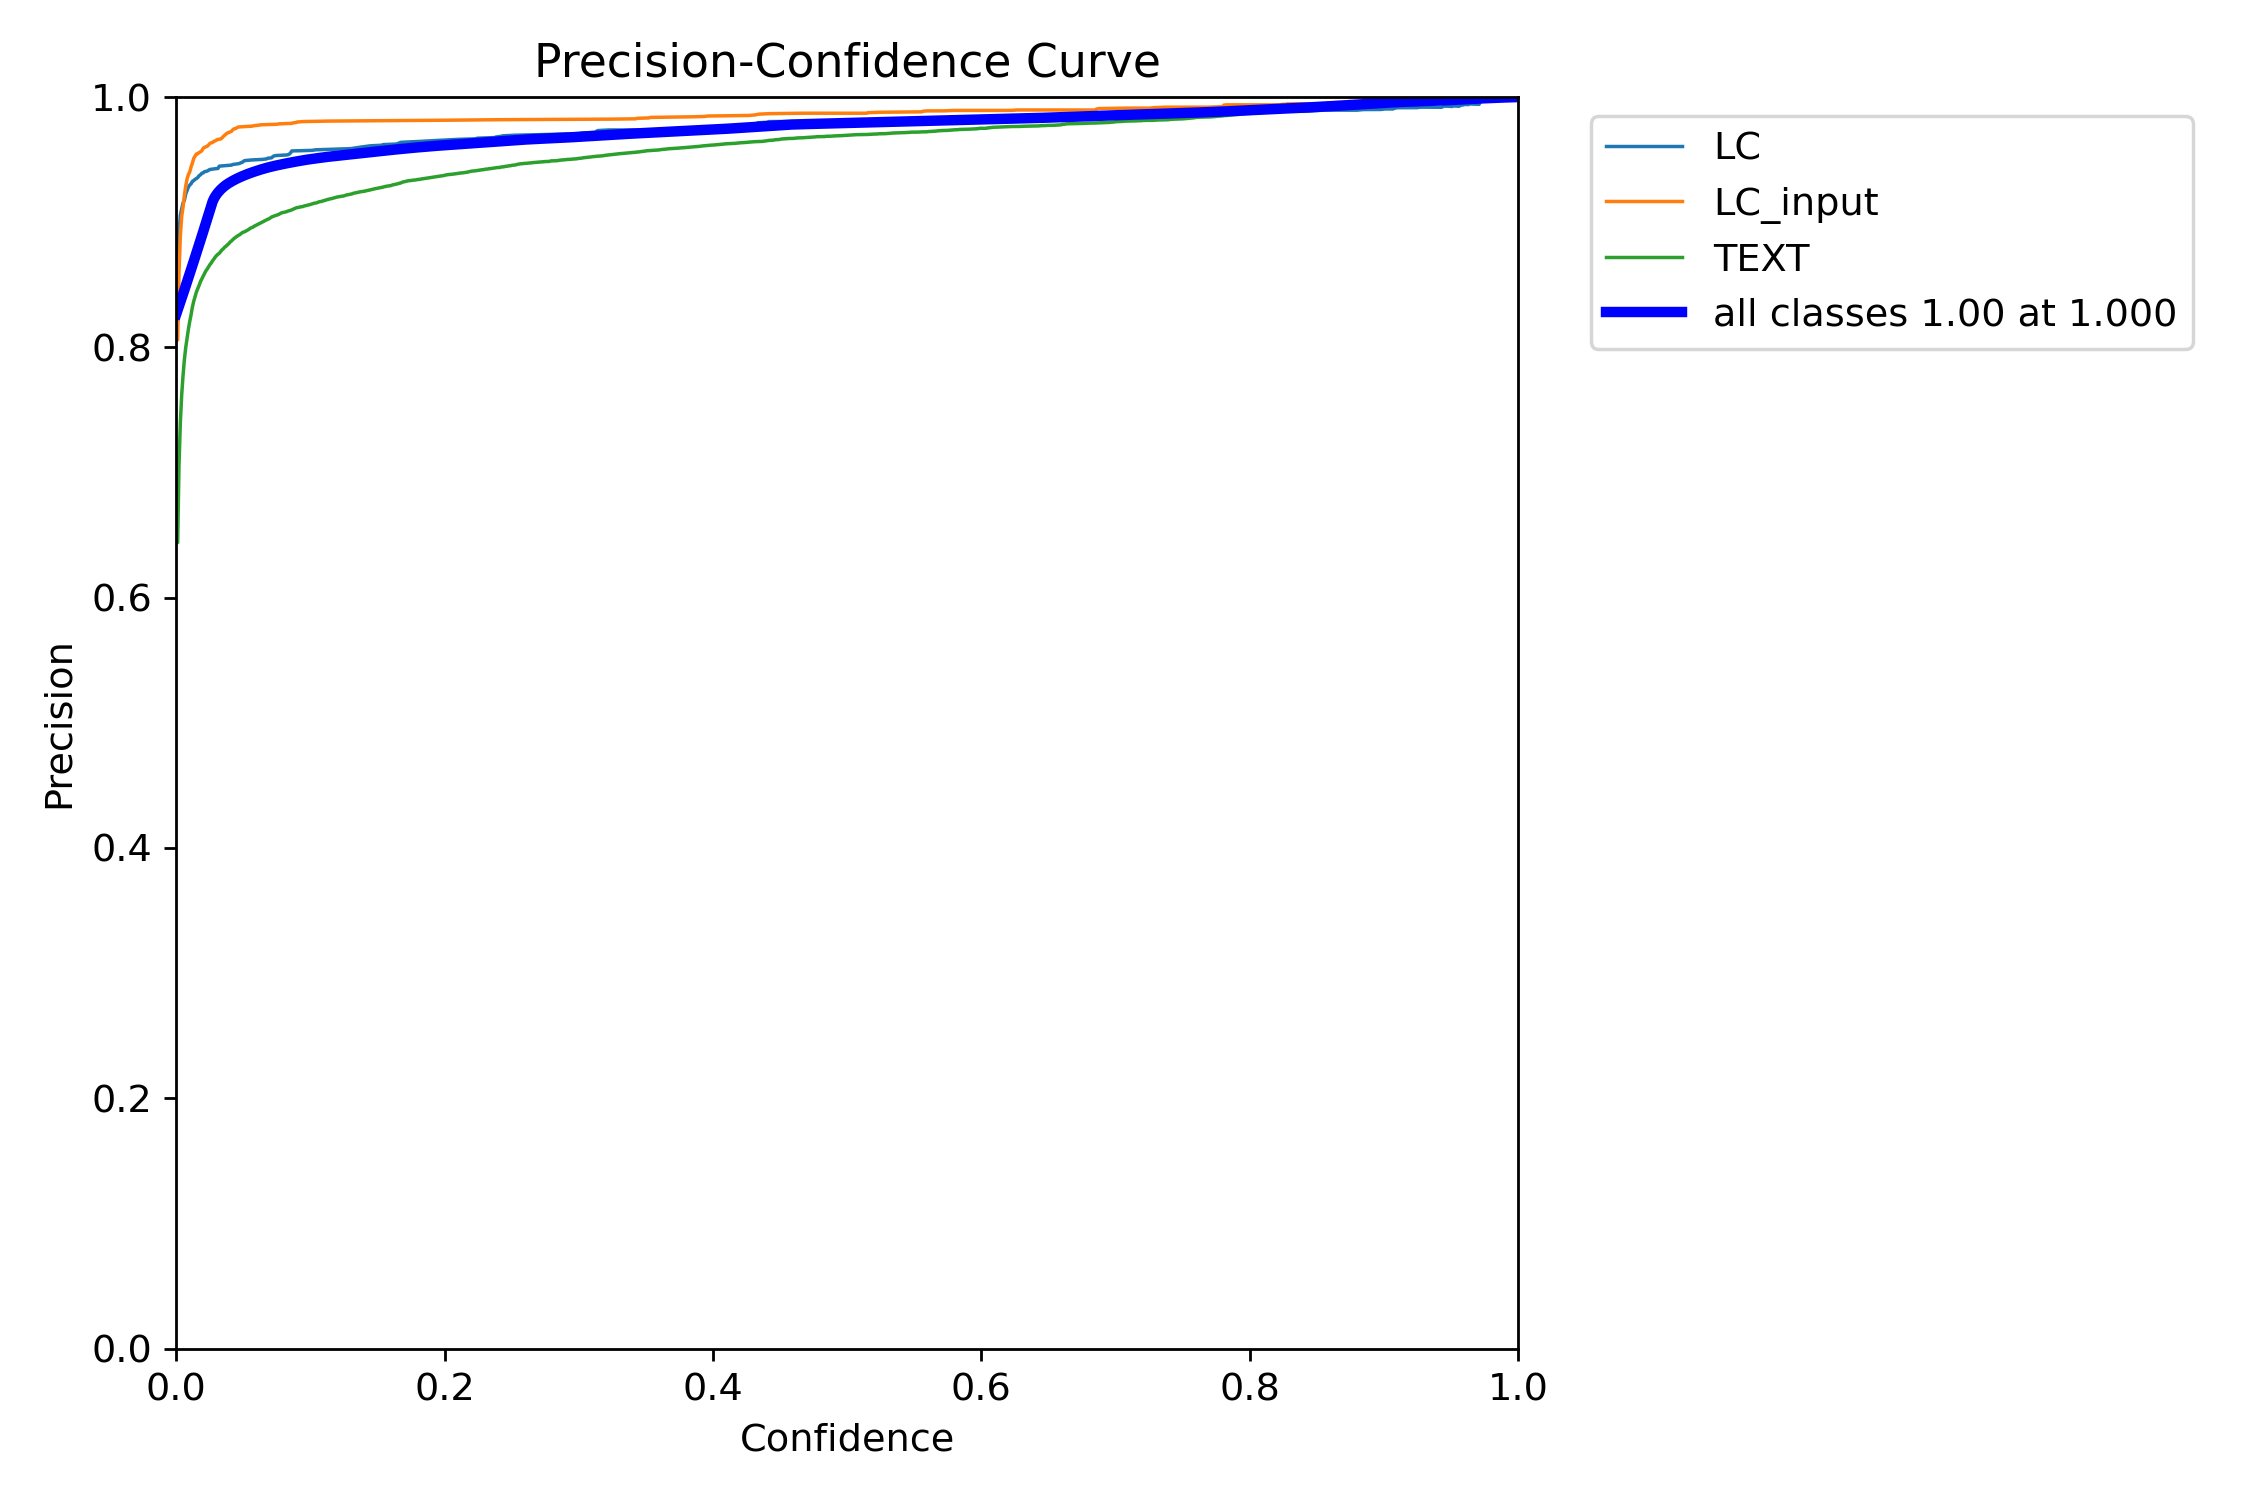 Precision-Confidence Curve
1.0
0.8
0.6
0.4
0.2
0.0
Precision
0.0 0.2 0.4 0.6 0.8 1.0
Confidence
LC
LC_input
TEXT
all classes 1.00 at 1.000